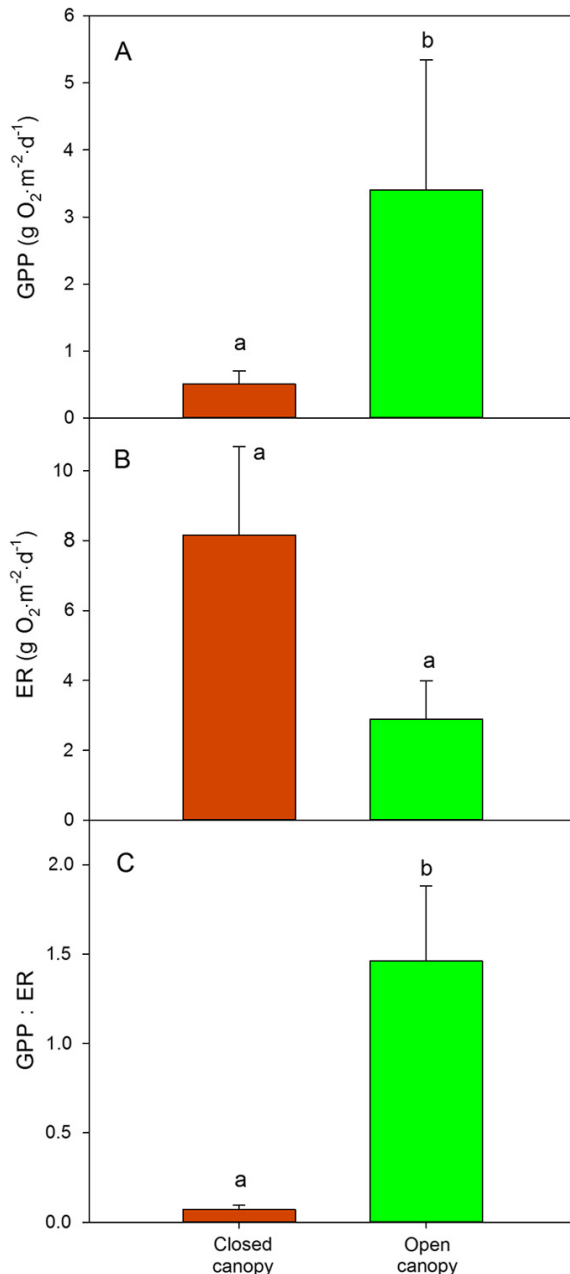 A
GPP (g O₂·m⁻²·d⁻¹)
6
5
4
3
2
1
0
a
b
B
ER (g O₂·m⁻²·d⁻¹)
10
8
6
4
2
0
a
a
C
GPP : ER
2.0
1.5
1.0
0.5
0.0
a
b
Closed
canopy
Open
canopy